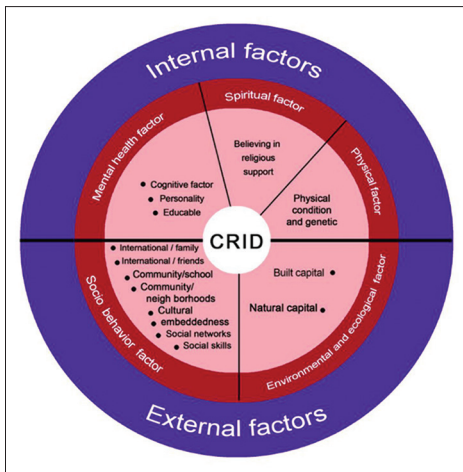 Internal factors
Mental health factor
Spiritual factor
Physical factor
Believing in
religious
support
Cognitive factor
Personality
Educable
Physical
condition
and genetic
CRID
International / family
International / friends
Community/school
Community/
neigh borhoods
Cultural
embeddedness
Social networks
Social skills
Built capital
Natural capital
Socio behavior factor
Environmental and ecological factor
External factors